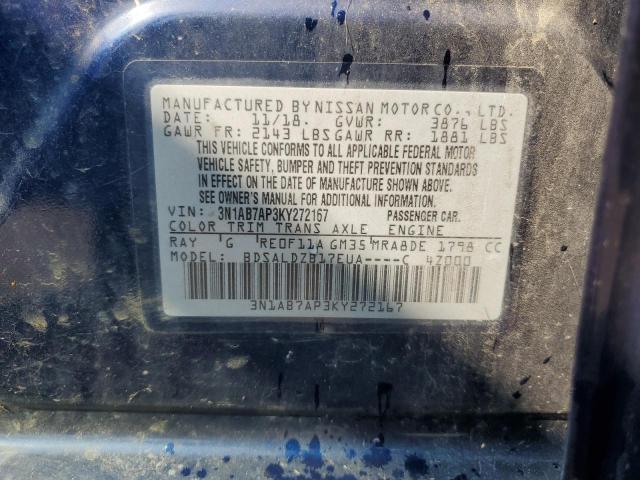 MANUFACTURED BY NISSAN MOTOR CO., LTD.
DATE: 11/18 GVWR: 3876 LBS
GAWR FR: 2143 LBS GAWR RR: 1881 LBS
THIS VEHICLE CONFORMS TO ALL APPLICABLE FEDERAL MOTOR
VEHICLE SAFETY, BUMPER AND THEFT PREVENTION STANDARDS
IN EFFECT ON THE DATE OF MANUFACTURE SHOWN ABOVE.
SEE OWNER'S MANUAL FOR ADDITIONAL INFORMATION.
VIN: 3N1AB7AP3KY272167 PASSENGER CAR.
COLOR TRIM TRANS AXLE ENGINE
RAY G RE0F11A GM35 MRA8DE 1798 CC
MODEL: BDSALDZB17EUA----C 4Z000
3N1AB7AP3KY272167